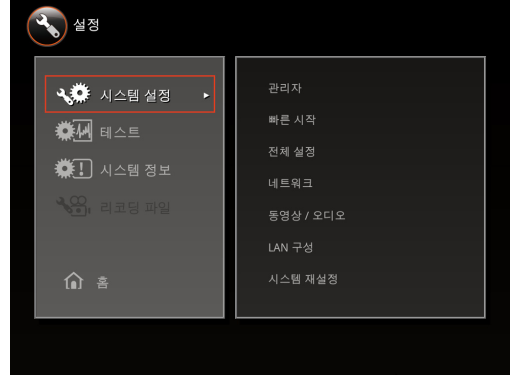 설정
시스템 설정
테스트
시스템 정보
리코딩 파일
홈
관리자
빠른 시작
전체 설정
네트워크
동영상 / 오디오
LAN 구성
시스템 재설정